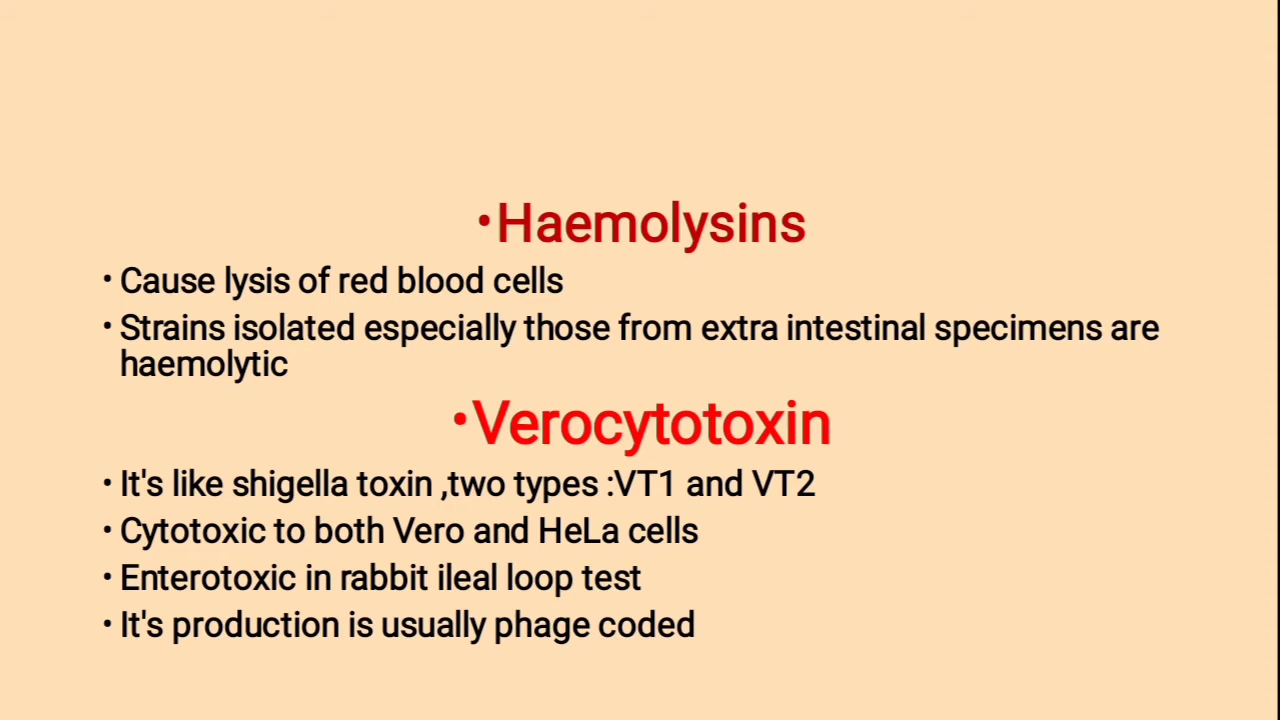 •Haemolysins
• Cause lysis of red blood cells
• Strains isolated especially those from extra intestinal specimens are
haemolytic
•Verocytotoxin
• It's like shigella toxin ,two types :VT1 and VT2
• Cytotoxic to both Vero and HeLa cells
• Enterotoxic in rabbit ileal loop test
• It's production is usually phage coded